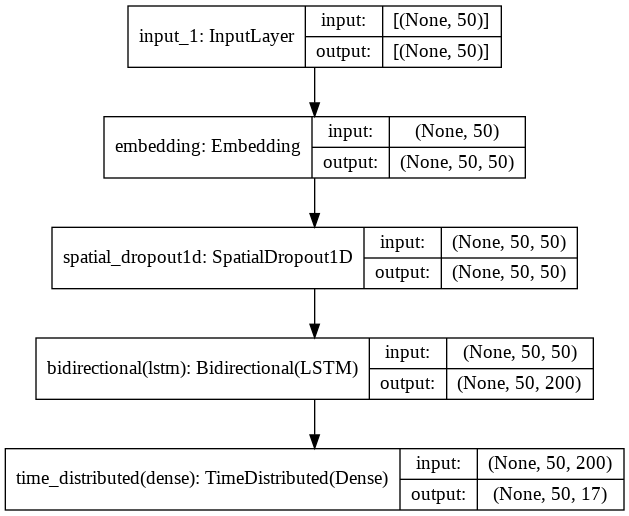 input_1: InputLayer
input:
[(None, 50)]
output:
[(None, 50)]
embedding: Embedding
input:
(None, 50)
output:
(None, 50, 50)
spatial_dropout1d: SpatialDropout1D
input:
(None, 50, 50)
output:
(None, 50, 50)
bidirectional(lstm): Bidirectional(LSTM)
input:
(None, 50, 50)
output:
(None, 50, 200)
time_distributed(dense): TimeDistributed(Dense)
input:
(None, 50, 200)
output:
(None, 50, 17)